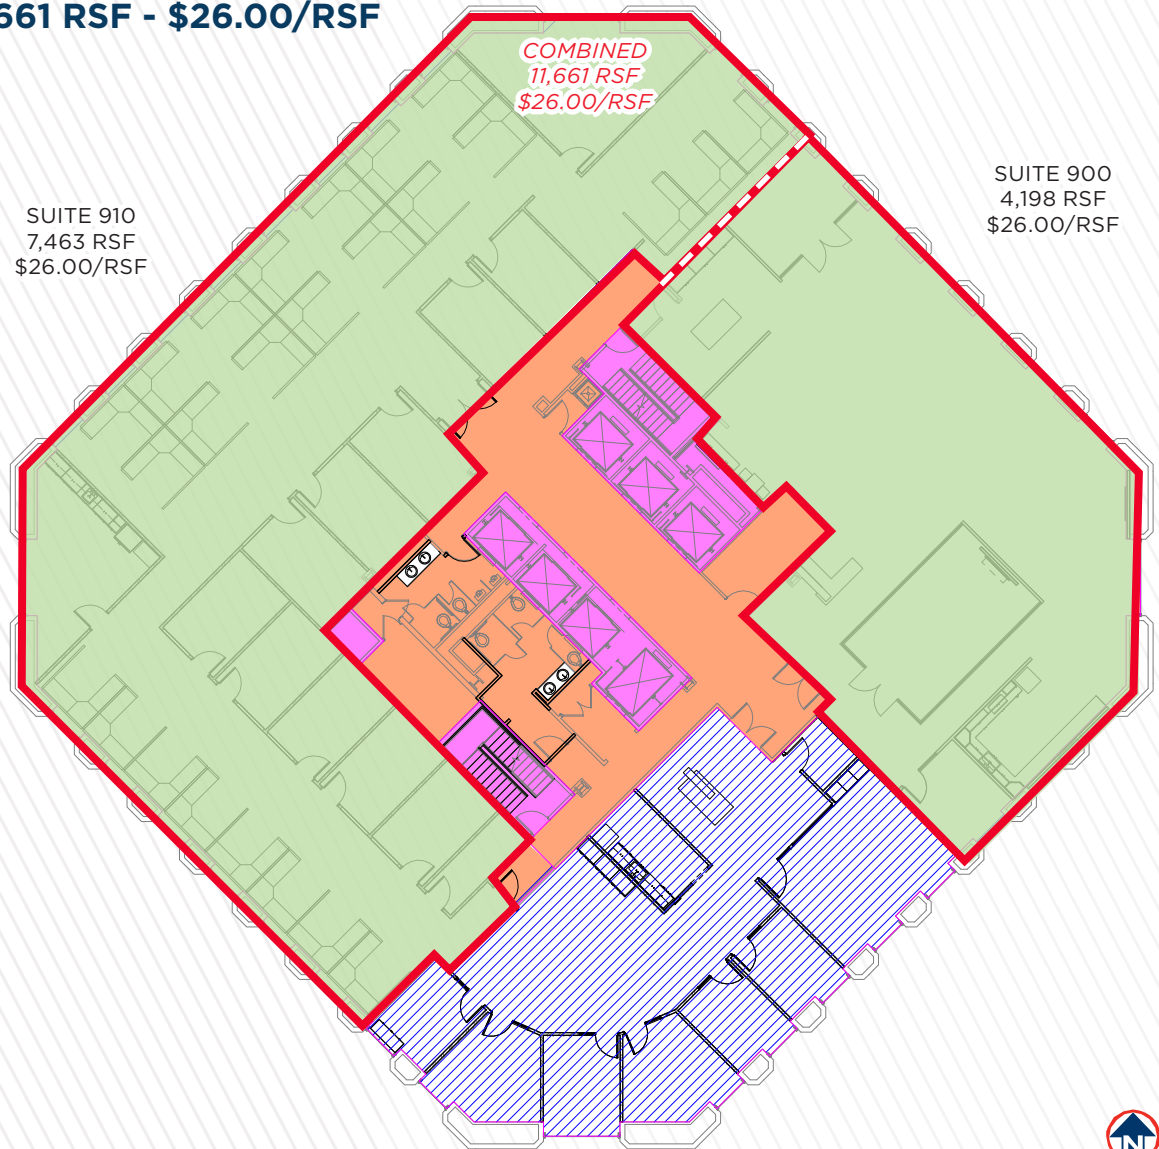 661 RSF - $26.00/RSF
COMBINED
11,661 RSF
$26.00/RSF
SUITE 900
4,198 RSF
$26.00/RSF
SUITE 910
7,463 RSF
$26.00/RSF
N